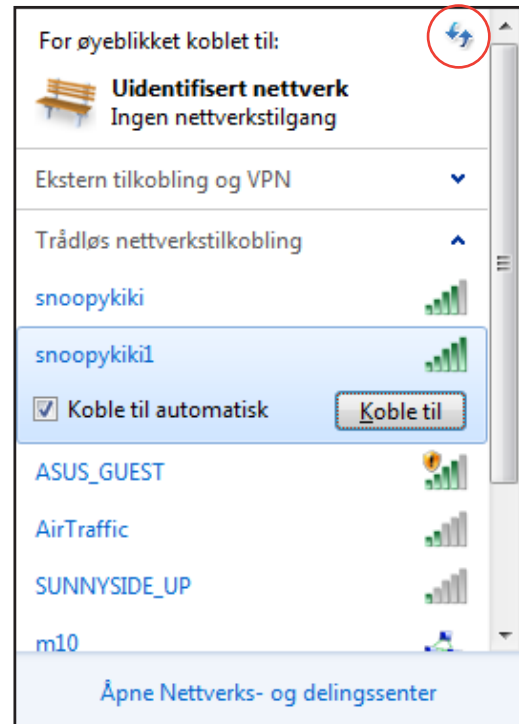 For øyeblikket koblet til:
Uidentifisert nettverk
Ingen nettverkstilgang
Ekstern tilkobling og VPN
Trådløs nettverkstilkobling
snoopykiki
snoopykiki1
Koble til automatisk Koble til
ASUS_GUEST
AirTraffic
SUNNYSIDE_UP
m10
Åpne Nettverks- og delingssenter